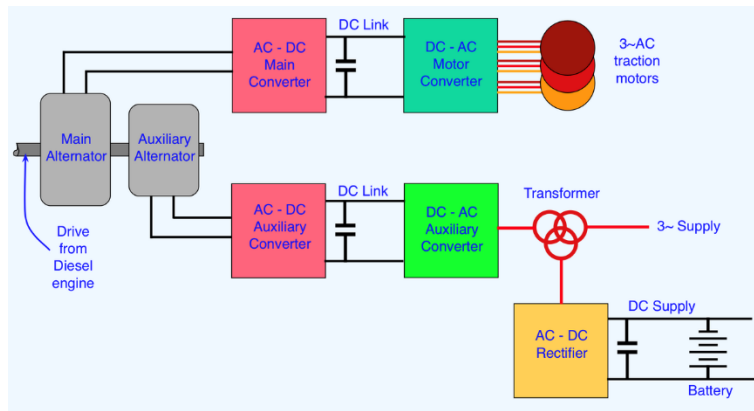 AC - DC
Main
Converter
DC Link
DC - AC
Motor
Converter
3~AC
traction
motors
Main
Alternator
Auxiliary
Alternator
Drive
from
Diesel
engine
AC - DC
Auxiliary
Converter
DC Link
DC - AC
Auxiliary
Converter
Transformer
3~ Supply
AC - DC
Rectifier
DC Supply
Battery